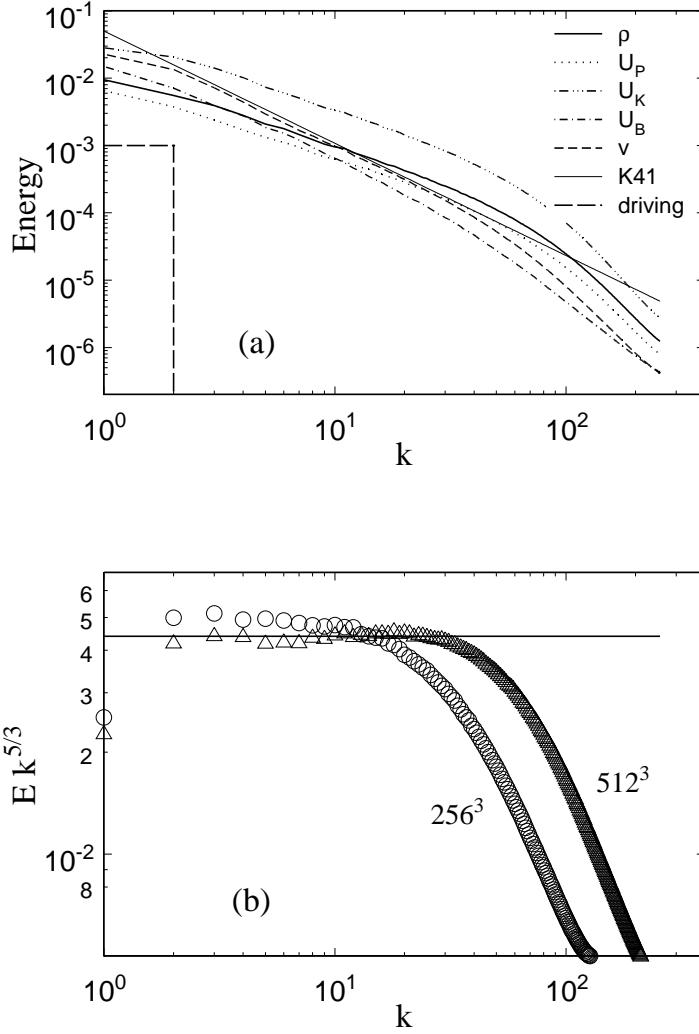 10^-1
10^-2
10^-3
10^-4
10^-5
10^-6
Energy
ρ
U_P
U_K
U_B
v
K41
driving
(a)
10^0
10^1
10^2
k
6
5
4
3
2
10^-2
8
E k^5/3
256^3
512^3
(b)
10^0
10^1
10^2
k